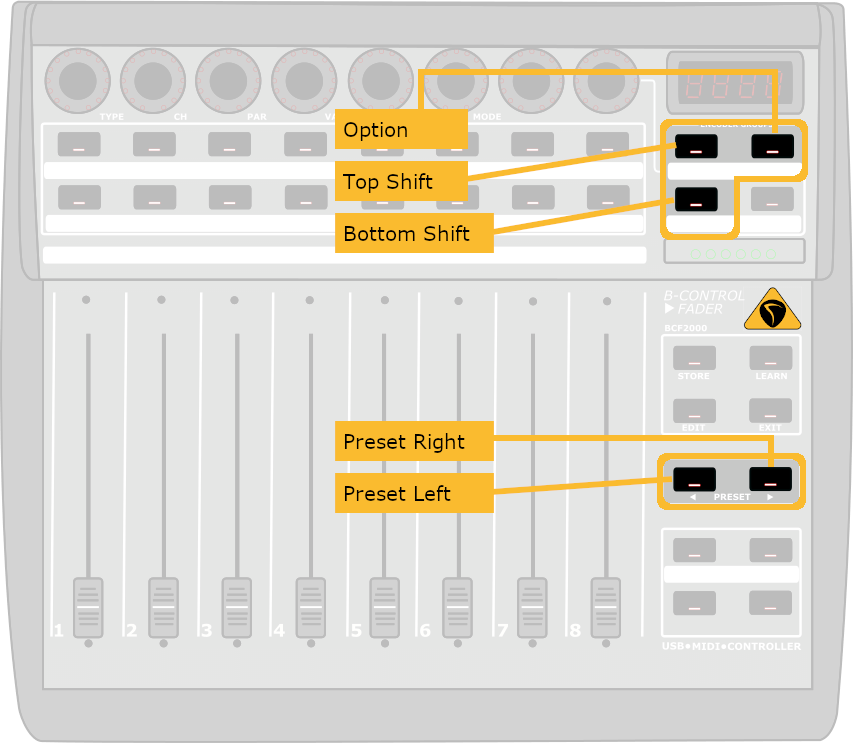 8888
TYPE
CH
PAR
MODE
Option
Top Shift
Bottom Shift
B-CONTROL
FADER
BCF2000
STORE
LEARN
EDIT
EXIT
Preset Right
Preset Left
PRESET
1
2
3
4
5
6
7
8
USB•MIDI•CONTROLLER